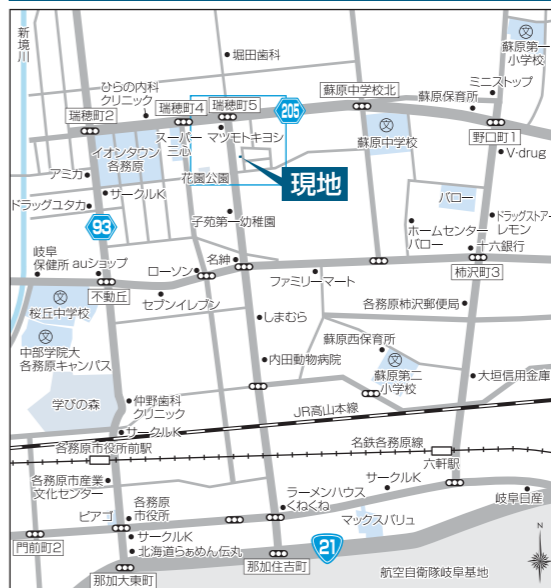 新境川
堀田歯科
文
蘇原第一
小学校
ひらの内科
クリニック
ミニストップ
瑞穂町2
瑞穂町4
瑞穂町5
205
蘇原中学校北
蘇原保育所
野口町1
スーパー
三心
マツモトキヨシ
文
蘇原中学校
V-drug
イオンタウン
各務原
アミカ
サークルK
花園公園
現地
バロー
ドラッグユタカ
93
子苑第一幼稚園
ホームセンター
バロー
ドラッグストアー
レモン
十六銀行
岐阜
保健所
auショップ
ローソン
名紳
ファミリーマート
柿沢町3
文
桜丘中学校
不動丘
セブンイレブン
各務原柿沢郵便局
しまむら
文
中部学院大
各務原キャンパス
内田動物病院
蘇原西保育所
文
蘇原第二
小学校
大垣信用金庫
学びの森
仲野歯科
クリニック
JR高山本線
サークルK
各務原市役所前駅
名鉄各務原線
六軒駅
各務原市産業
文化センター
サークルK
ピアゴ
各務原
市役所
ラーメンハウス
くねくね
岐阜日産
マックスバリュ
門前町2
サークルK
北海道らぁめん伝丸
21
那加大東町
那加住吉町
航空自衛隊岐阜基地